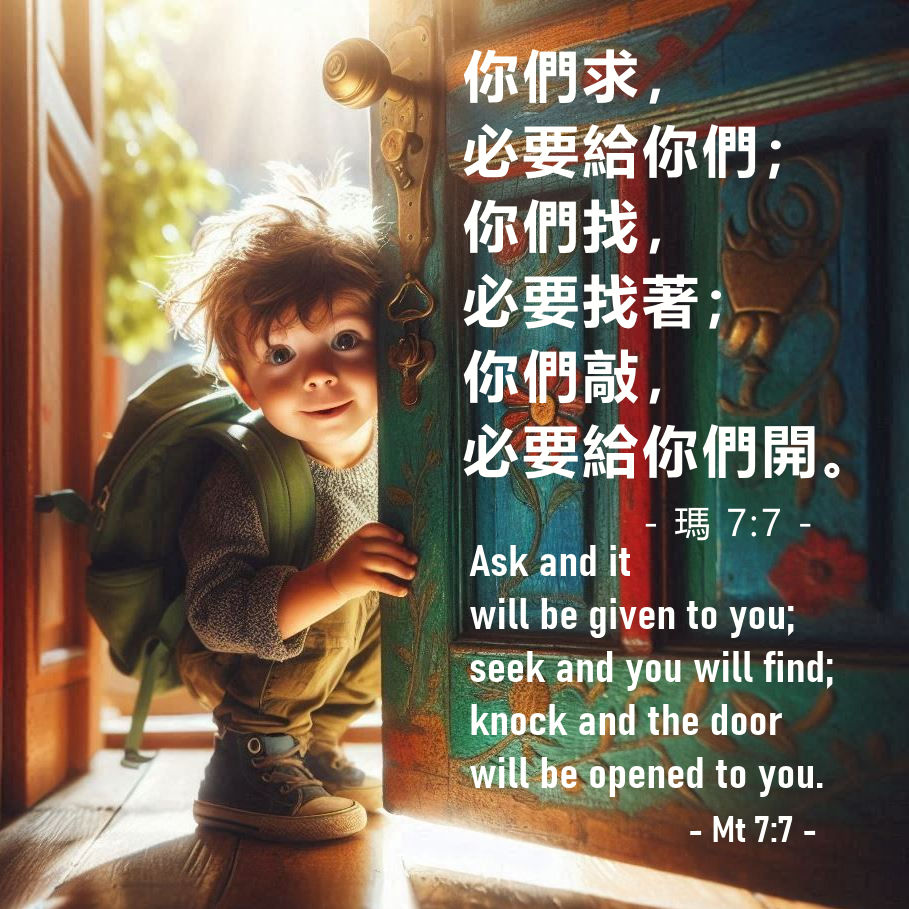 你們求，
必要給你們；
你們找，
必要找著；
你們敲，
必要給你們開。
- 瑪 7:7 -
Ask and it
will be given to you;
seek and you will find;
knock and the door
will be opened to you.
- Mt 7:7 -